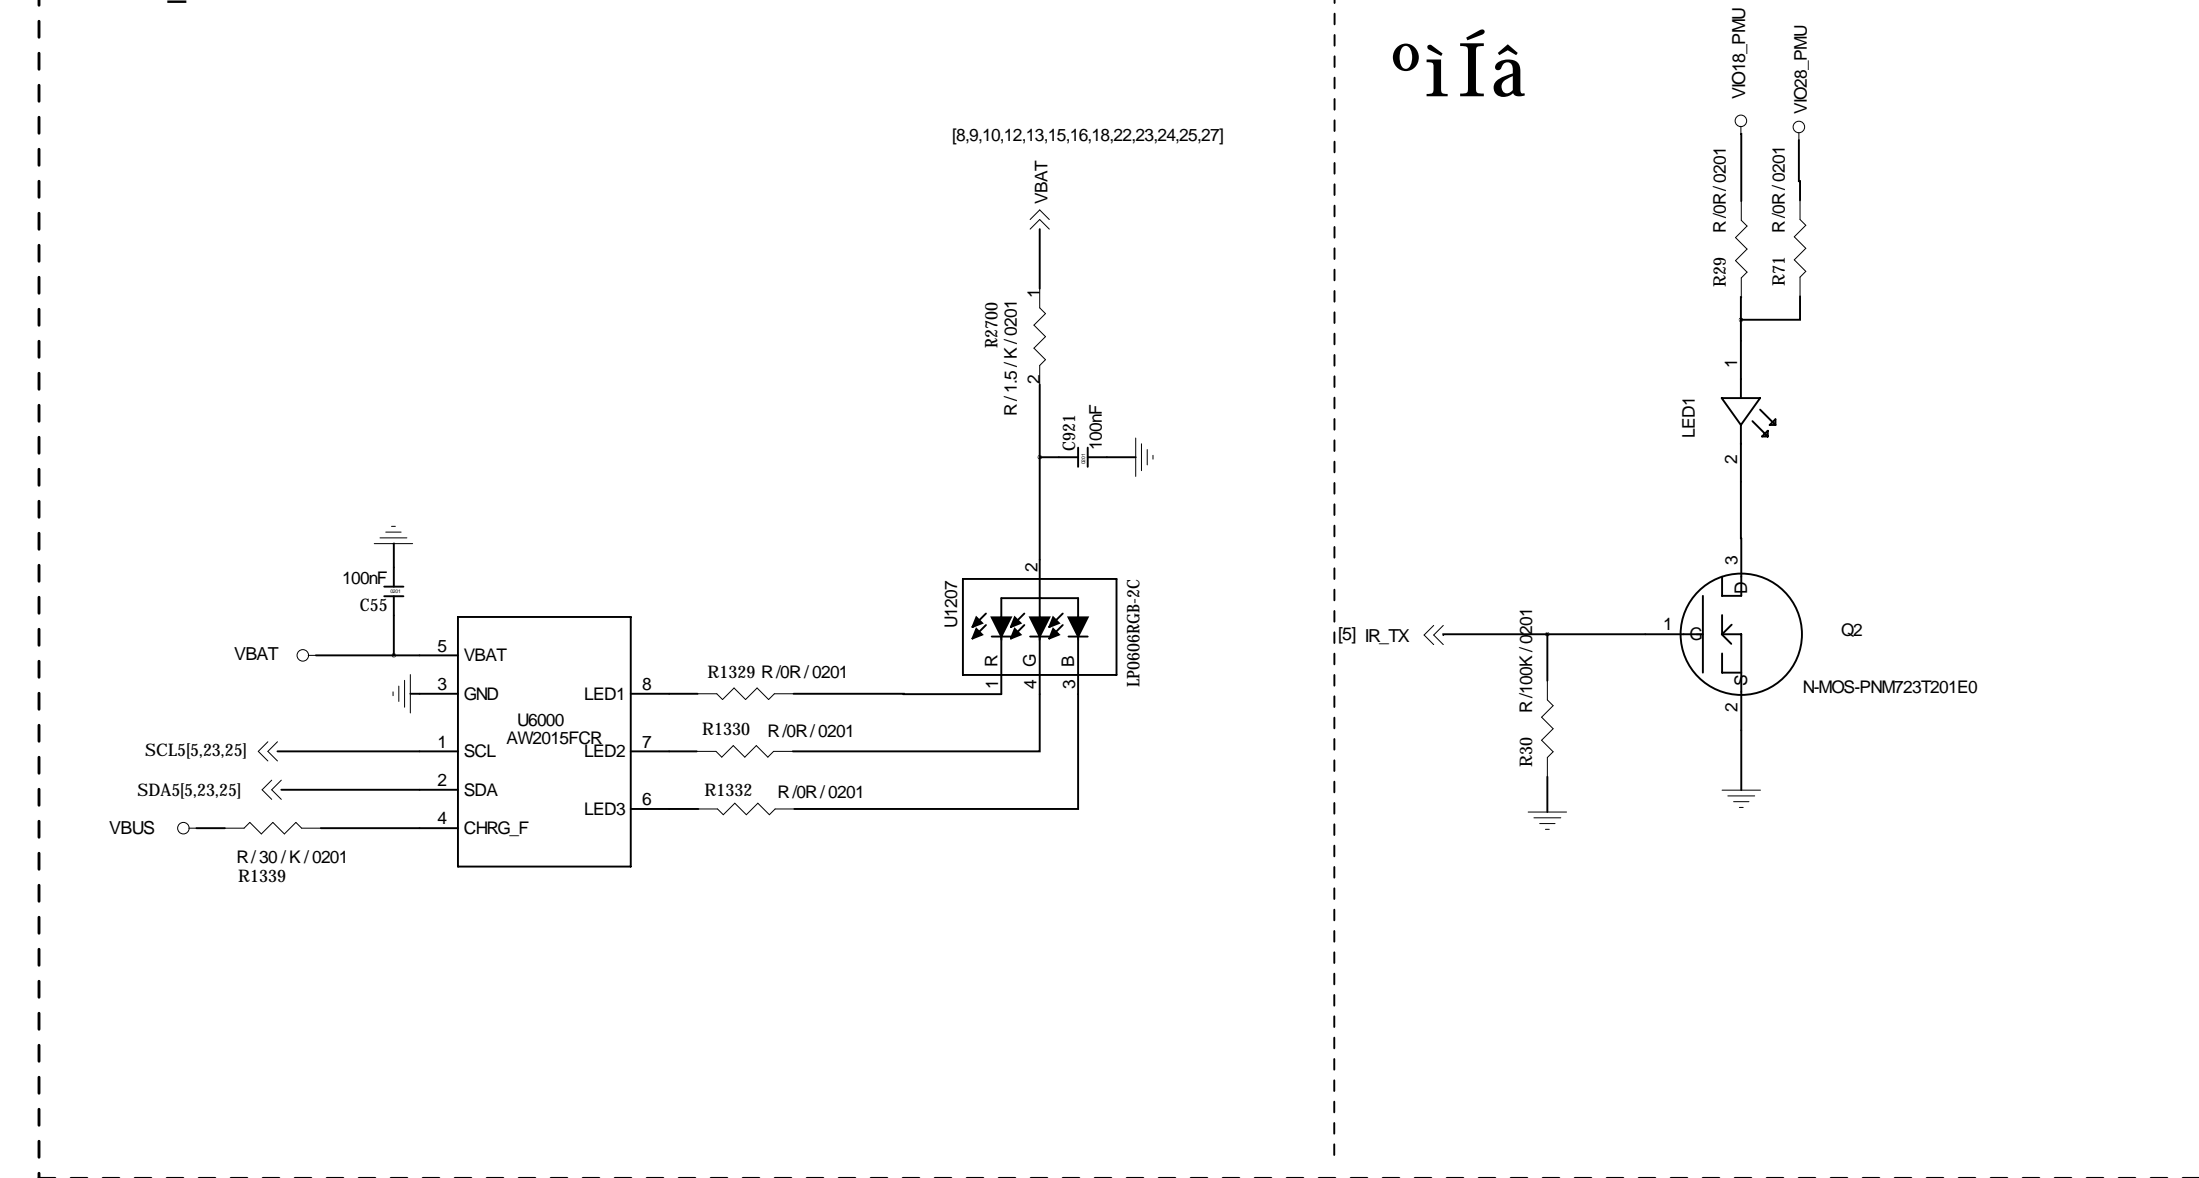 [8,9,10,12,13,15,16,18,22,23,24,25,27]
VBAT
1
R2700
R / 1.5 / K / 0201
2
C921
100nF
2
U1207
LP0606RGB-2C
R
G
B
1
4
3
100nF
C55
VBAT
5
VBAT
3
GND
SCL5[5,23,25]
1
SCL
SDA5[5,23,25]
2
SDA
VBUS
4
CHRG_F
R / 30 / K / 0201
R1339
U6000
AW2015FCR
LED1
8
R1329 R /0R / 0201
LED2
7
R1330 R /0R / 0201
LED3
6
R1332 R /0R / 0201
ºìÍâ
VIO18_PMU
VIO28_PMU
R29 R /0R / 0201
R71 R /0R / 0201
1
LED1
2
3
D
[5] IR_TX
1
G
Q2
S
N-MOS-PNM723T201E0
2
R30 R /100K / 0201